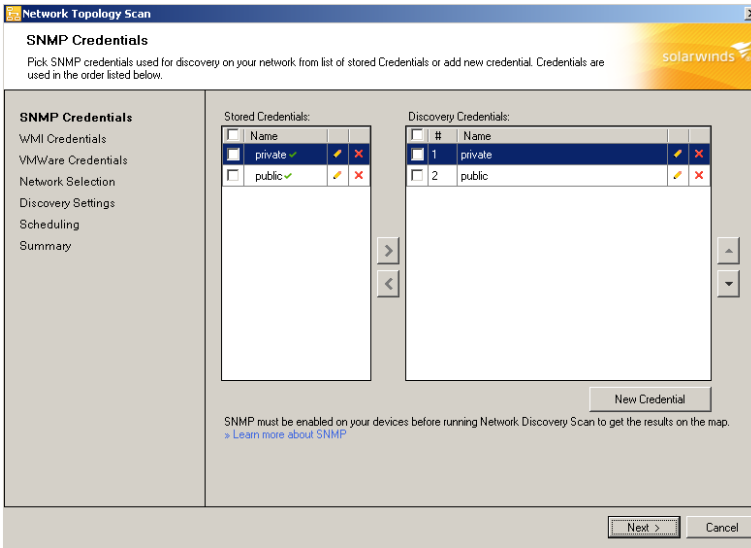 Network Topology Scan
SNMP Credentials
Pick SNMP credentials used for discovery on your network from list of stored Credentials or add new credential. Credentials are
used in the order listed below.
solarwinds
SNMP Credentials
WMI Credentials
VMWare Credentials
Network Selection
Discovery Settings
Scheduling
Summary
Stored Credentials:
Name
private
public
Discovery Credentials:
# Name
1 private
2 public
New Credential
SNMP must be enabled on your devices before running Network Discovery Scan to get the results on the map.
» Learn more about SNMP
Next >
Cancel